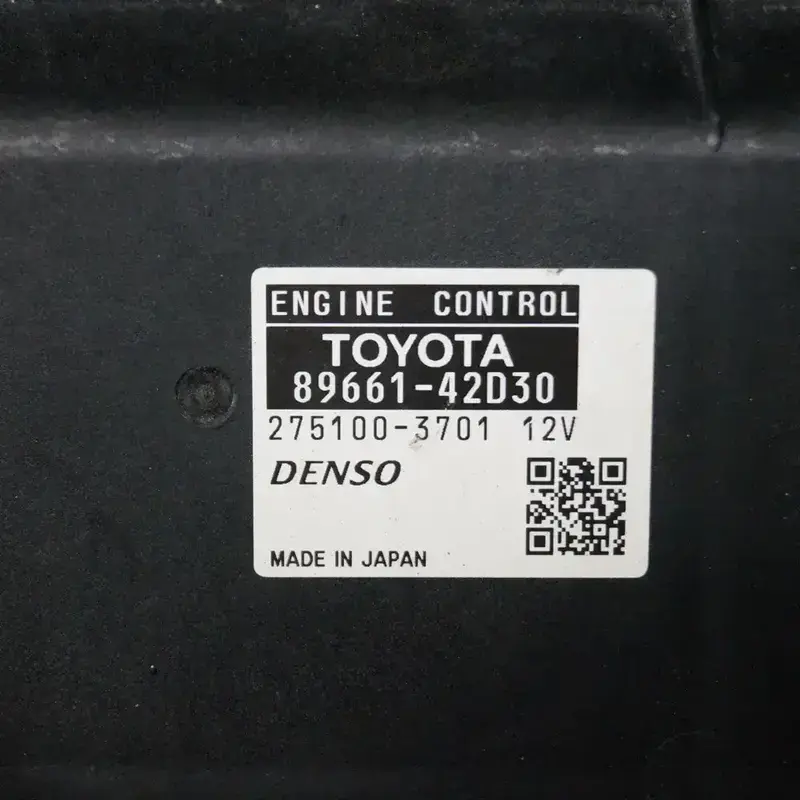 ENGINE CONTROL
TOYOTA
89661-42D30
275100-3701 12V
DENSO
MADE IN JAPAN